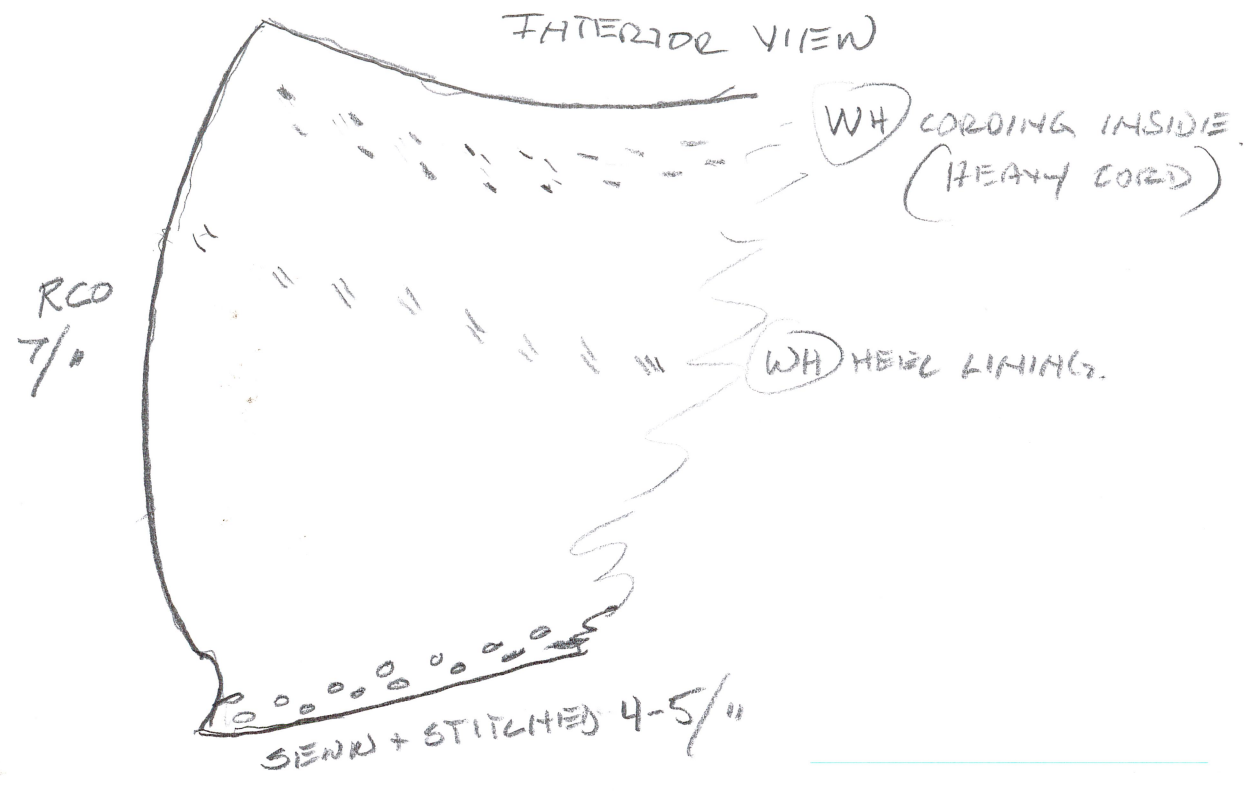 INTERIOR VIEW
WH CORDING INSIDE.
(HEAVY CORD)
RCO
7/"
WH HEEL LINING.
SEWN + STITCHED 4-5/"